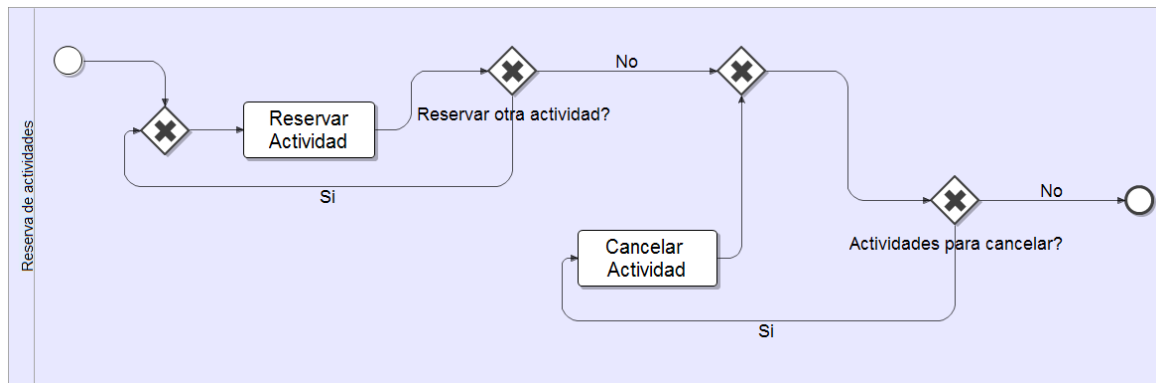 Reserva de actividades
Reservar
Actividad
Reservar otra actividad?
No
Si
Cancelar
Actividad
Actividades para cancelar?
No
Si